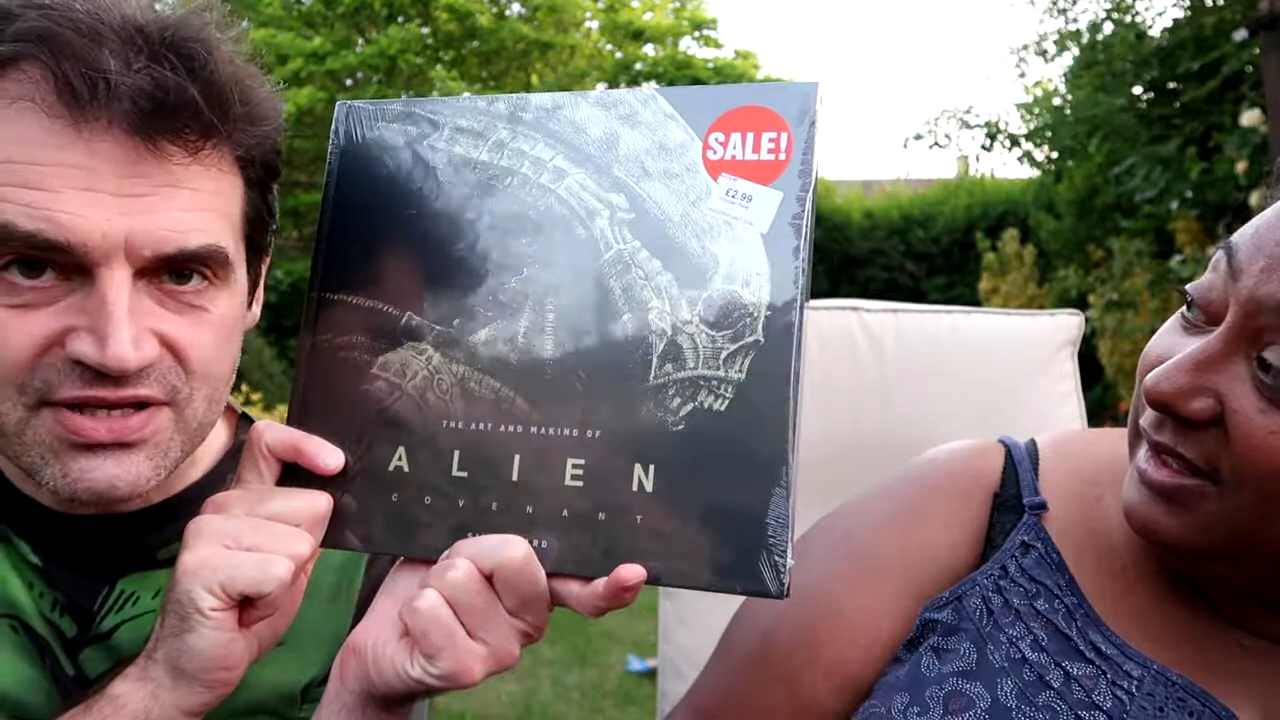 SALE!
£2.99
THE ART AND MAKING OF
ALIEN
COVENANT